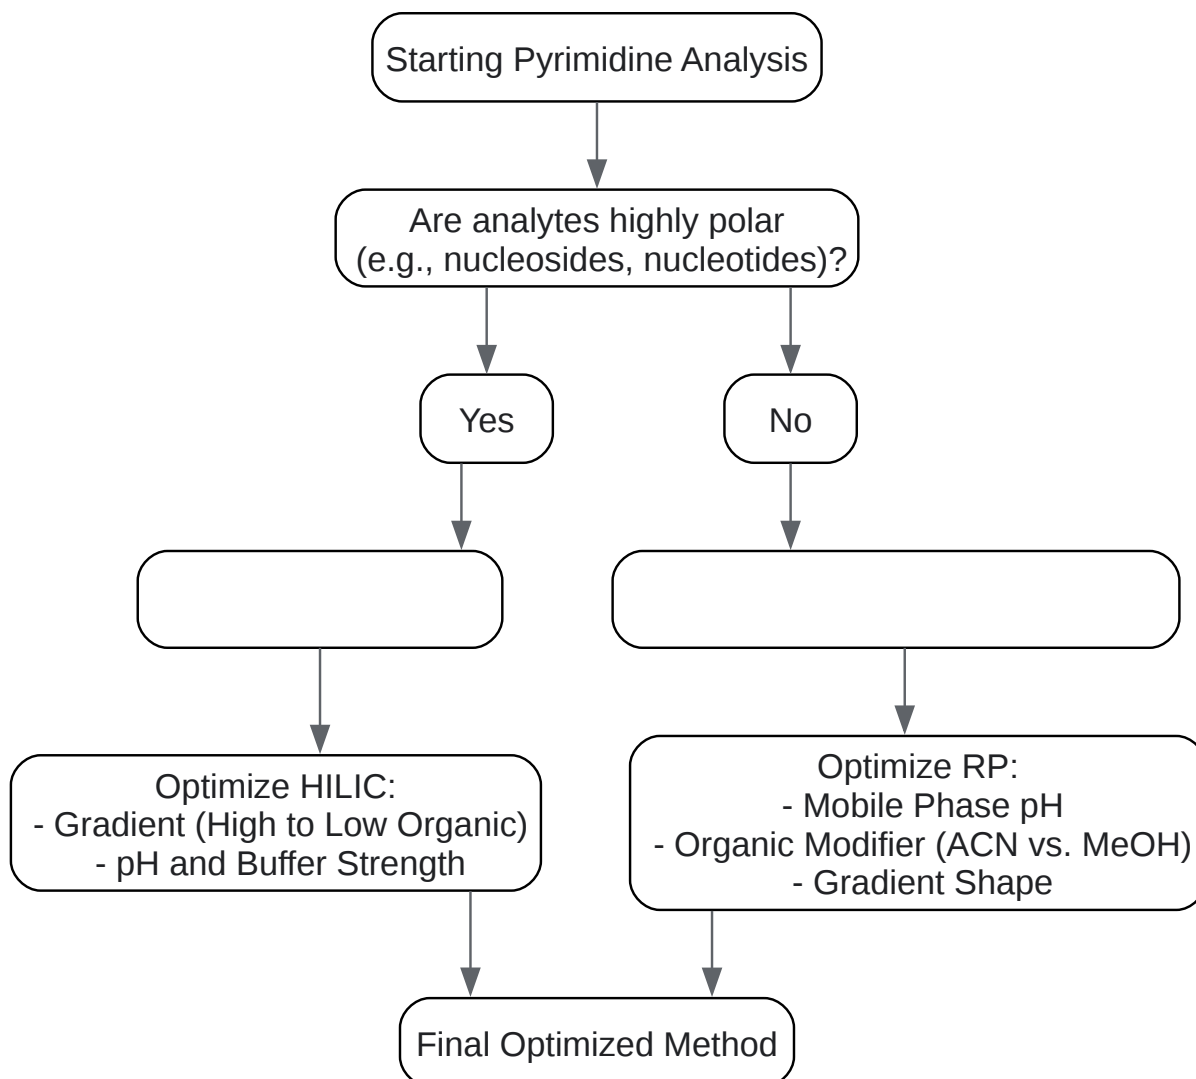 Starting Pyrimidine Analysis
Are analytes highly polar
(e.g., nucleosides, nucleotides)?
Yes
No
Optimize HILIC:
- Gradient (High to Low Organic)
- pH and Buffer Strength
Optimize RP:
- Mobile Phase pH
- Organic Modifier (ACN vs. MeOH)
- Gradient Shape
Final Optimized Method